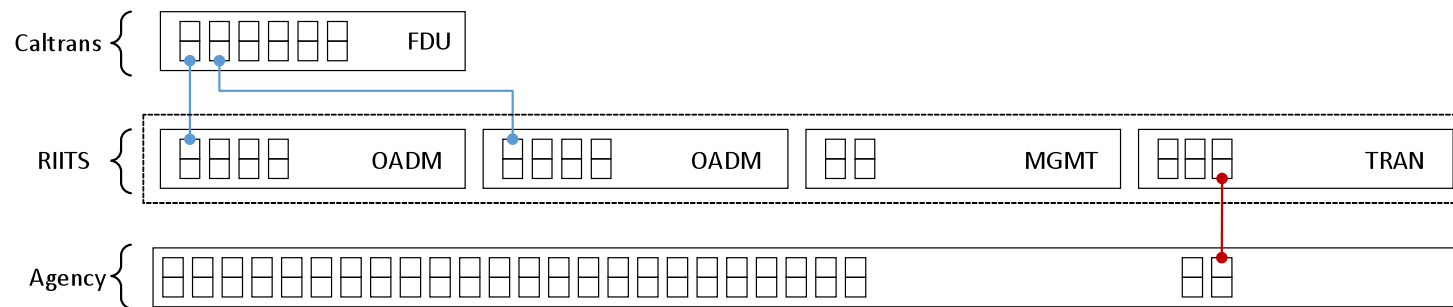 Caltrans
FDU
RIITS
OADM
OADM
MGMT
TRAN
Agency